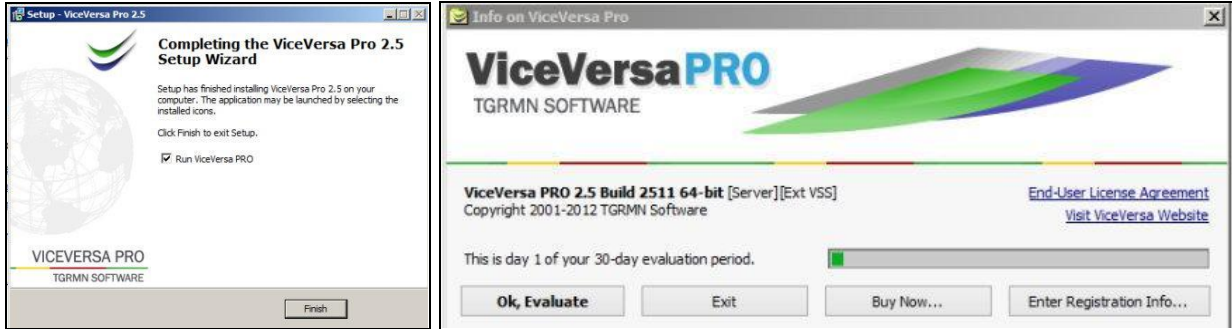 Setup - ViceVersa Pro 2.5
Completing the ViceVersa Pro 2.5
Setup Wizard
Setup has finished installing ViceVersa Pro 2.5 on your
computer. The application may be launched by selecting the
installed icons.
Click Finish to exit Setup.
Run ViceVersa PRO
VICEVERSA PRO
TGRMN SOFTWARE
Finish
Info on ViceVersa Pro
ViceVersa PRO
TGRMN SOFTWARE
ViceVersa PRO 2.5 Build 2511 64-bit [Server][Ext VSS]
Copyright 2001-2012 TGRMN Software
End-User License Agreement
Visit ViceVersa Website
This is day 1 of your 30-day evaluation period.
Ok, Evaluate
Exit
Buy Now...
Enter Registration Info...